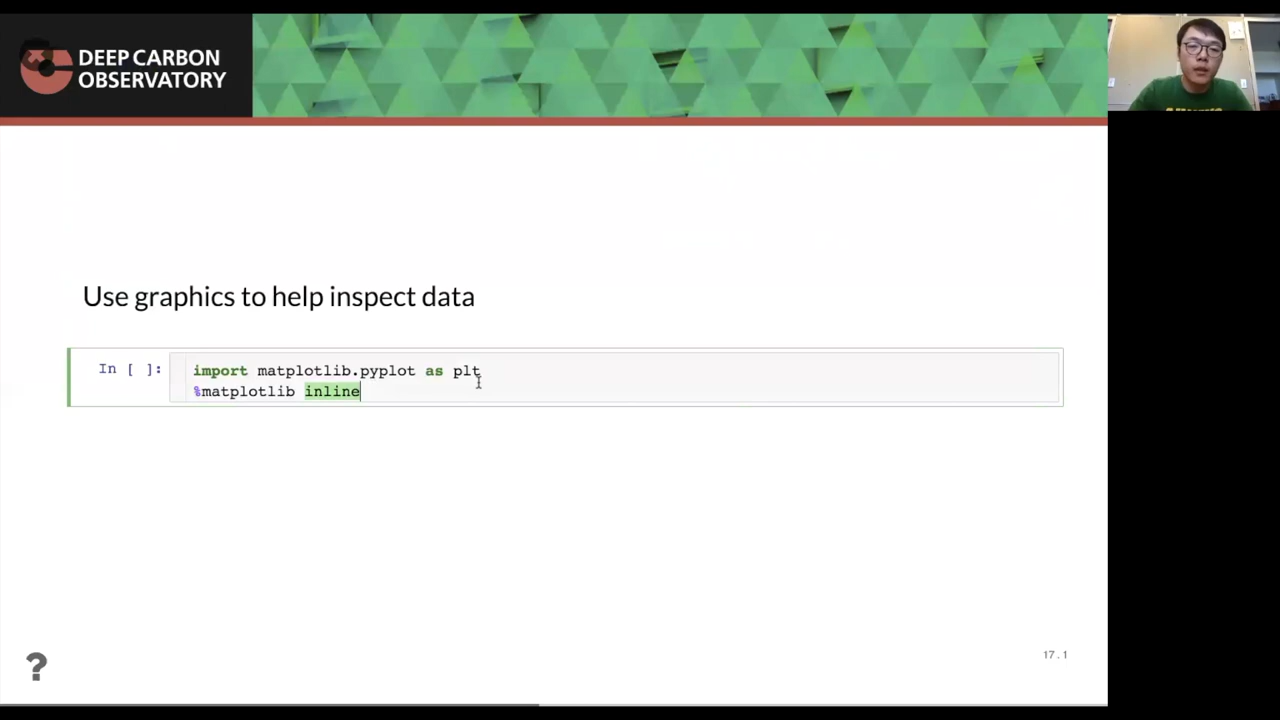 DEEP CARBON
OBSERVATORY
Use graphics to help inspect data
In [ ]:
import matplotlib.pyplot as plt
%matplotlib inline
?
17.1